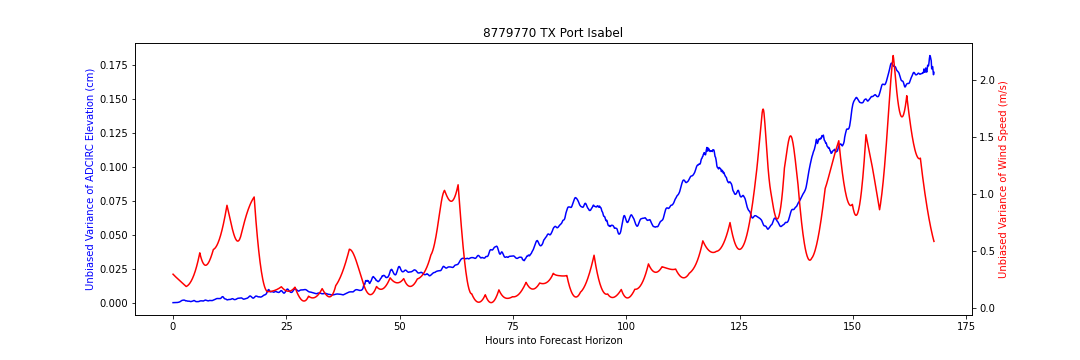 8779770 TX Port Isabel
Unbiased Variance of ADCIRC Elevation (cm)
0.175
0.150
0.125
0.100
0.075
0.050
0.025
0.000
2.0
1.5
1.0
0.5
0.0
Unbiased Variance of Wind Speed (m/s)
0 25 50 75 100 125 150 175
Hours into Forecast Horizon